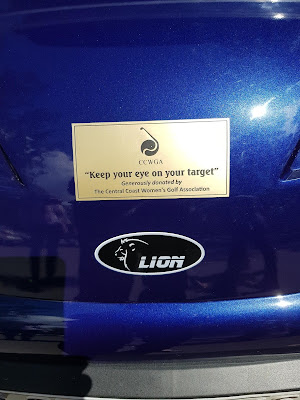 CCWGA
"Keep your eye on your target"
Generously donated by
The Central Coast Women's Golf Association
LION